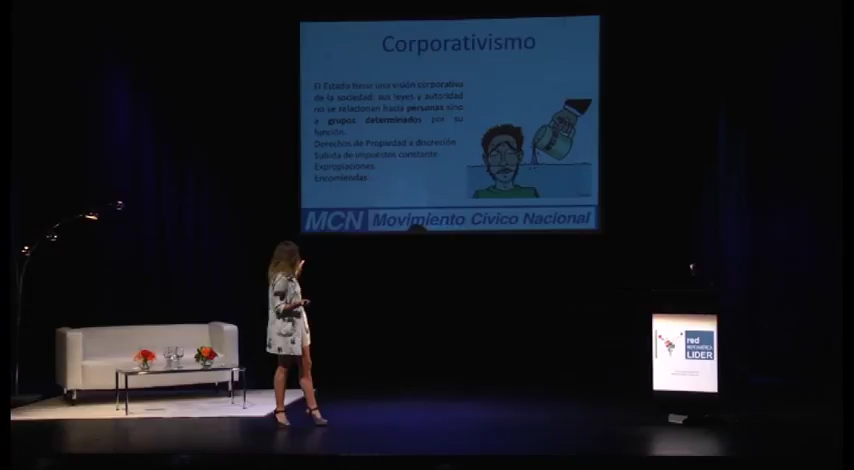 Corporativismo
El Estado tiene una visión corporativa
de la sociedad: sus leyes y autoridad
no se relacionan hacia personas sino
a grupos determinados por su
función.
Derechos de Propiedad a discreción
Subida de impuestos constante
Expropiaciones.
Encomiendas.
MCN Movimiento Cívico Nacional
red
LIDER